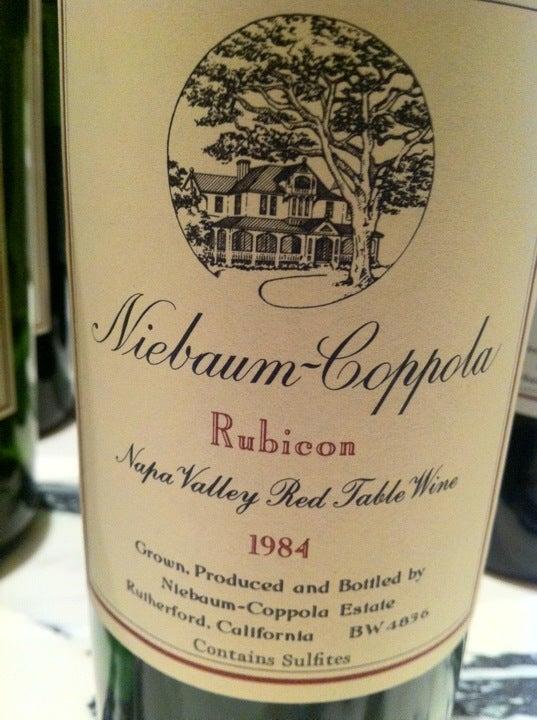 Niebaum-Coppola
Rubicon
Napa Valley Red Table Wine
1984
Grown, Produced and Bottled by
Niebaum-Coppola Estate
Rutherford, California BW4836
Contains Sulfites